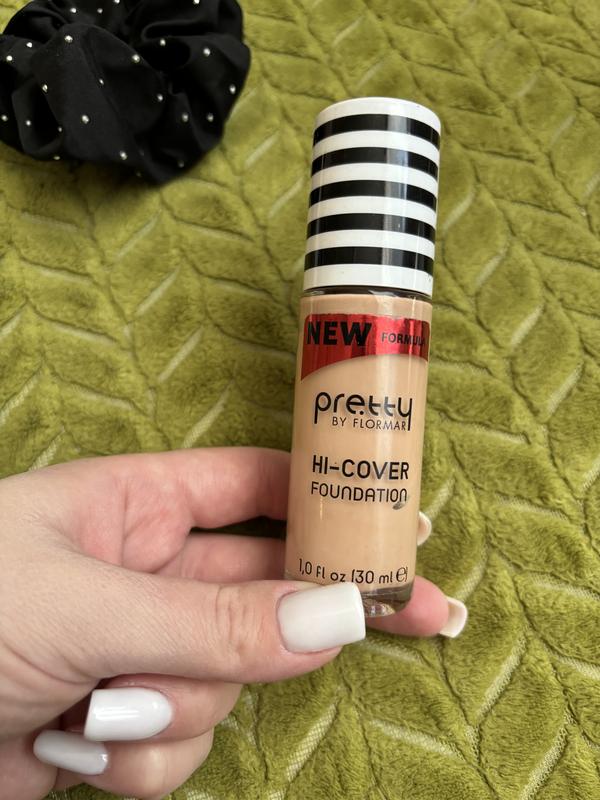 NEW FORMULA
pretty
BY FLORMAR
HI-COVER
FOUNDATION
1,0 fl oz (30 ml ℮)